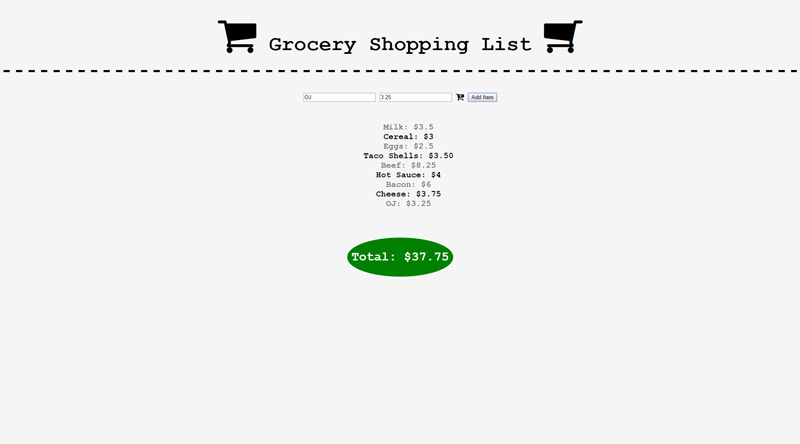 Grocery Shopping List
OJ 3.25 Add Item
Milk: $3.5
Cereal: $3
Eggs: $2.5
Taco Shells: $3.50
Beef: $8.25
Hot Sauce: $4
Bacon: $6
Cheese: $3.75
OJ: $3.25
Total: $37.75